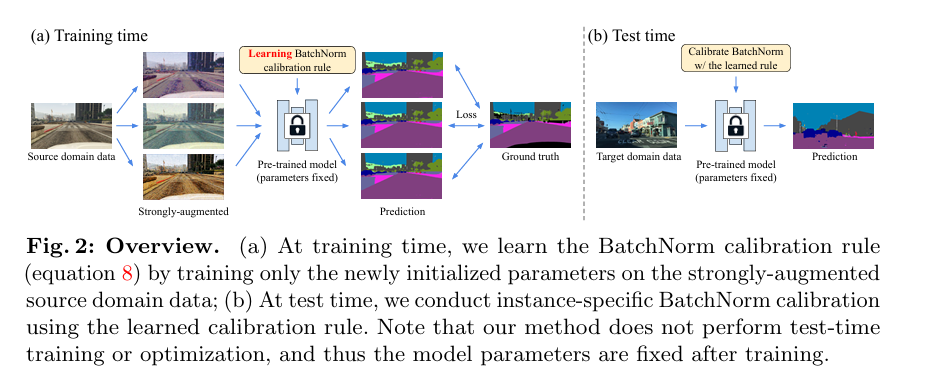 (a) Training time
Learning BatchNorm
calibration rule
Source domain data
Strongly-augmented
Pre-trained model
(parameters fixed)
Prediction
Loss
Ground truth
(b) Test time
Calibrate BatchNorm
w/ the learned rule
Target domain data
Pre-trained model
(parameters fixed)
Prediction
Fig. 2: Overview. (a) At training time, we learn the BatchNorm calibration rule
(equation 8) by training only the newly initialized parameters on the strongly-augmented
source domain data; (b) At test time, we conduct instance-specific BatchNorm calibration
using the learned calibration rule. Note that our method does not perform test-time
training or optimization, and thus the model parameters are fixed after training.